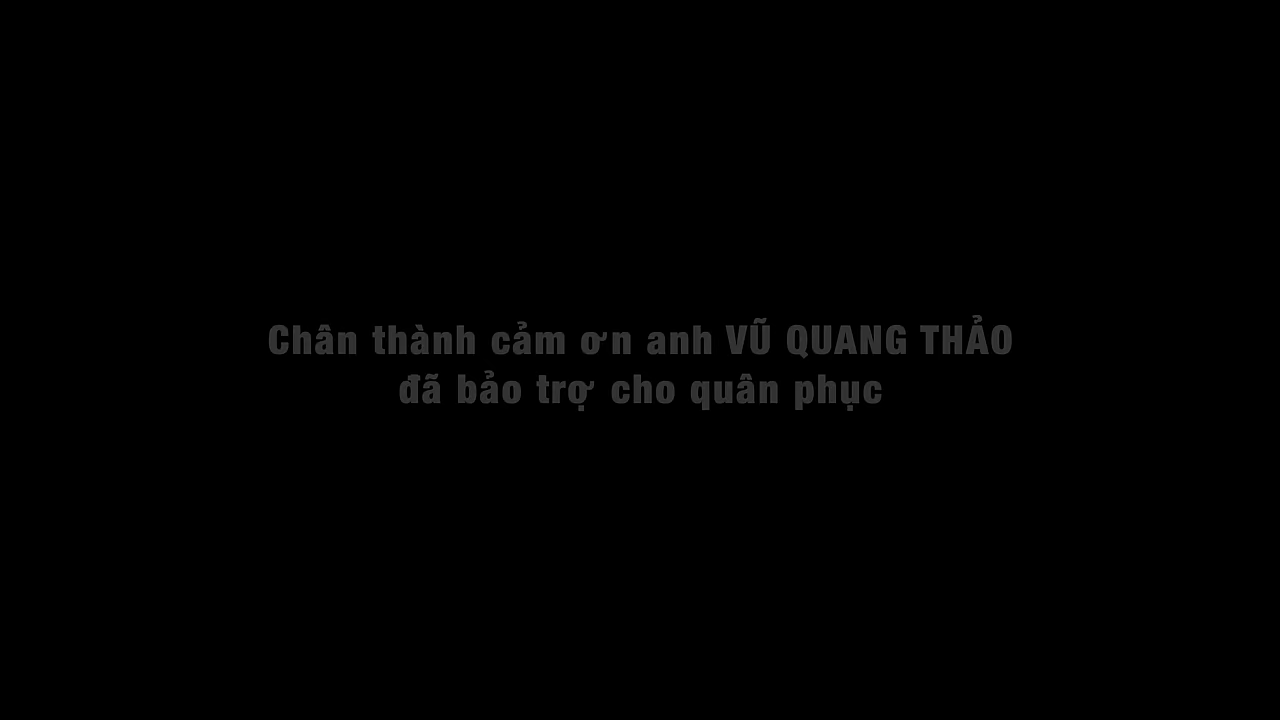 Chân thành cảm ơn anh VŨ QUANG THẢO
đã bảo trợ cho quân phục